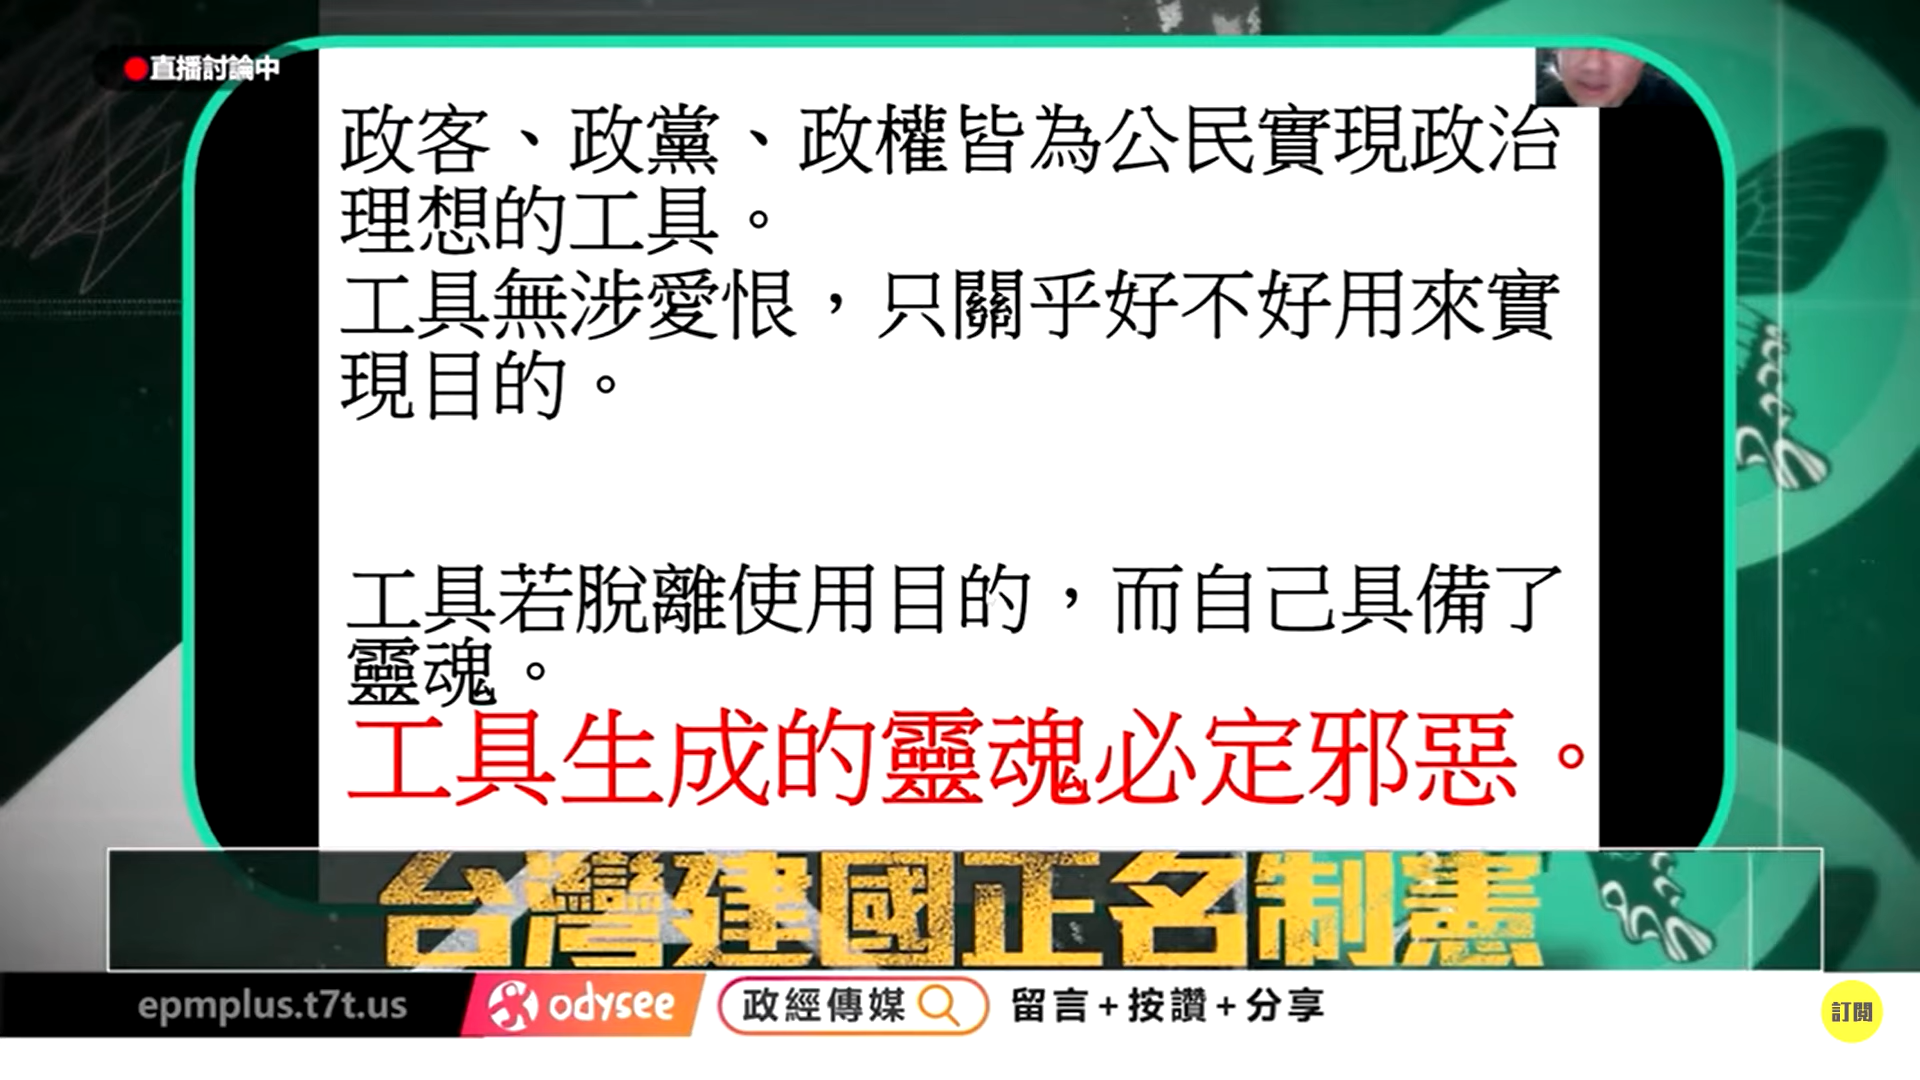 直播討論中
政客、政黨、政權皆為公民實現政治
理想的工具。
工具無涉愛恨，只關乎好不好用來實
現目的。
工具若脫離使用目的，而自己具備了
靈魂。
工具生成的靈魂必定邪惡。
台灣建國正名制憲
epmplus.t7t.us
odysee
政經傳媒
留言+按讚+分享
訂閱